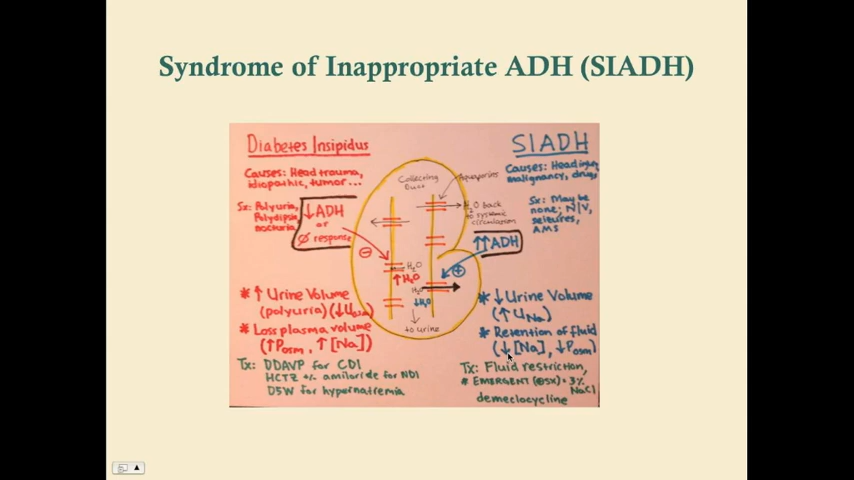 Syndrome of Inappropriate ADH (SIADH)
Diabetes Insipidus
Causes: Head trauma,
idiopathic, tumor...
Sx: Polyuria,
Polydipsia
nocturia
↓ADH
or
Ø response
⊖
* ↑ Urine Volume
(polyuria) (↓Uosm)
* Loss plasma volume
(↑Posm, ↑[Na])
Tx: DDAVP for CDI
HCTZ +/- amiloride for NDI
D5W for hypernatremia
Collecting
Duct
Aquaporins
H2O back
to systemic
circulation
H2O
↑H2O
H2O
↓H2O
to urine
SIADH
Causes: Head injury,
malignancy, drugs
Sx: May be
none; N/V,
seizures,
AMS
↑↑ADH
⊕
* ↓ Urine Volume
(↑ UNa)
* Retention of fluid
(↓[Na], ↓Posm)
Tx: Fluid restriction,
* EMERGENT (⊕Sx) = 3%
NaCl
demeclocycline